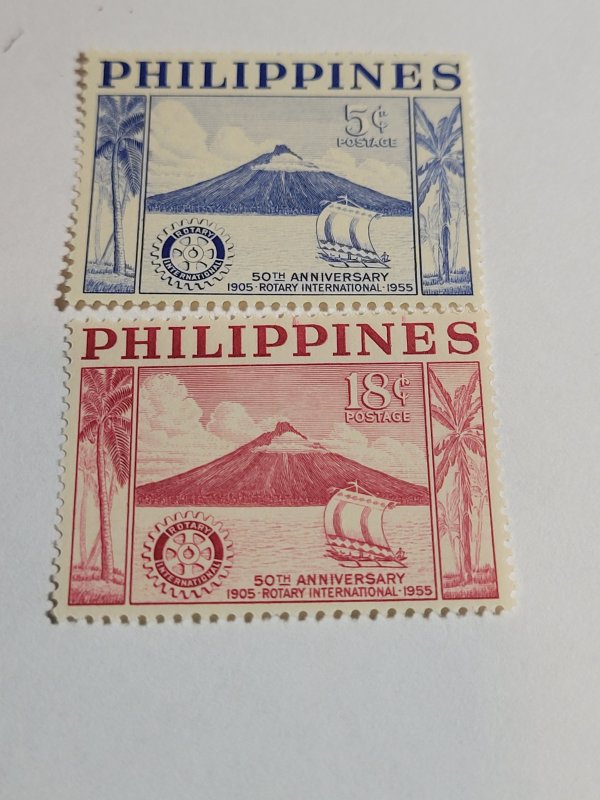 PHILIPPINES
5¢
POSTAGE
ROTARY
INTERNATIONAL
50TH ANNIVERSARY
1905·ROTARY INTERNATIONAL·1955
PHILIPPINES
18¢
POSTAGE
ROTARY
INTERNATIONAL
50TH ANNIVERSARY
1905·ROTARY INTERNATIONAL·1955